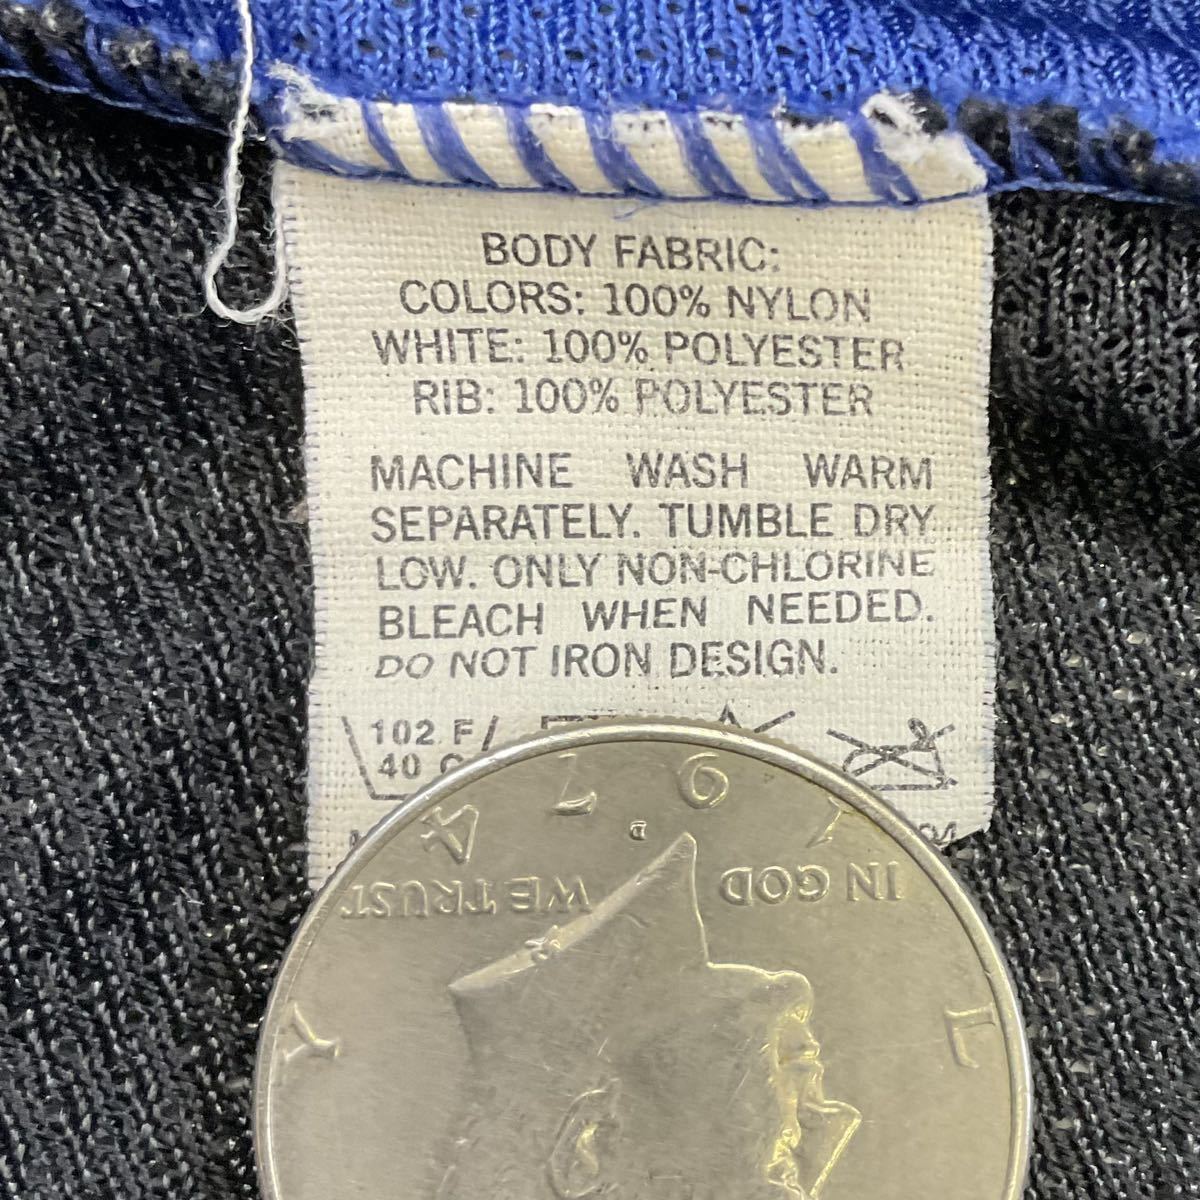 BODY FABRIC:
COLORS: 100% NYLON
WHITE: 100% POLYESTER
RIB: 100% POLYESTER
MACHINE WASH WARM
SEPARATELY. TUMBLE DRY
LOW. ONLY NON-CHLORINE
BLEACH WHEN NEEDED.
DO NOT IRON DESIGN.
102 F
40 C
L
1974
D
Y
IN GOD WE TRUST